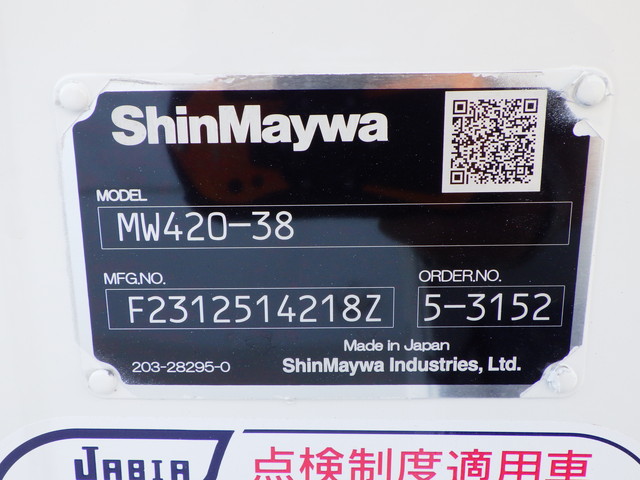 ShinMaywa
MODEL
MW420-38
MFG.NO. ORDER.NO.
F2312514218Z 5-3152
Made in Japan
203-28295-0 ShinMaywa Industries, Ltd.
JABIA 点検制度適用車